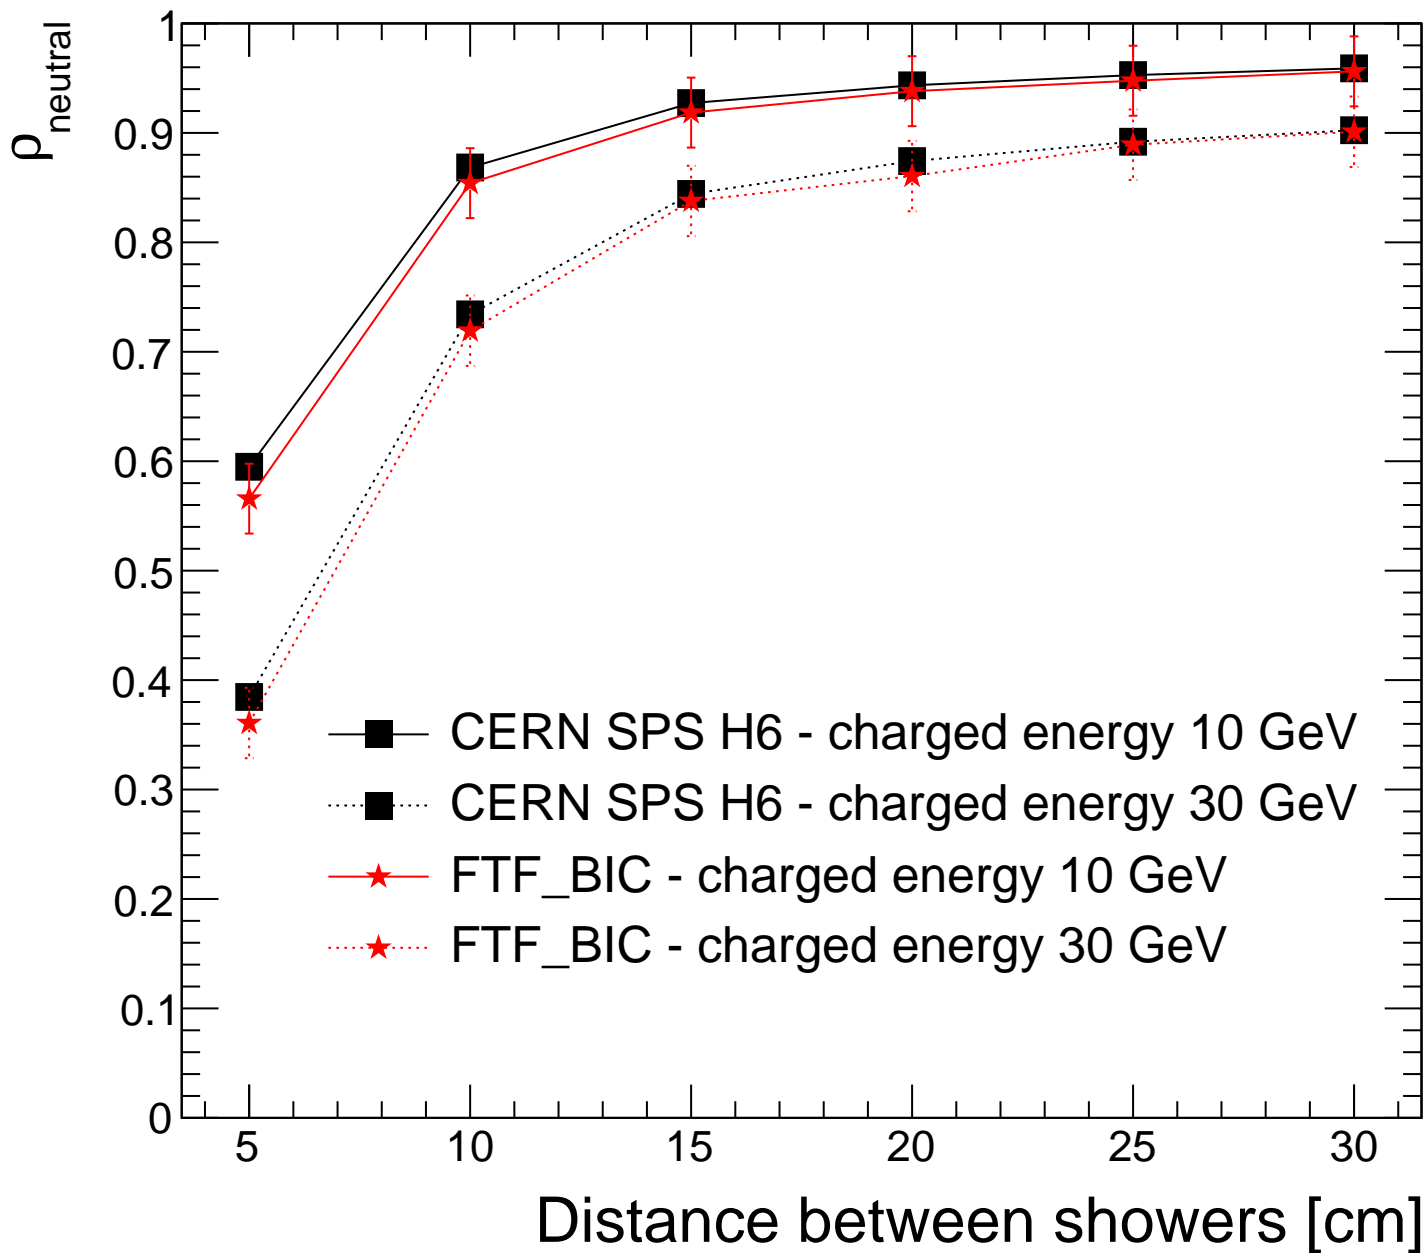 ρneutral
1
0.9
0.8
0.7
0.6
0.5
0.4
0.3
0.2
0.1
0
CERN SPS H6 - charged energy 10 GeV
CERN SPS H6 - charged energy 30 GeV
FTF_BIC - charged energy 10 GeV
FTF_BIC - charged energy 30 GeV
5 10 15 20 25 30
Distance between showers [cm]